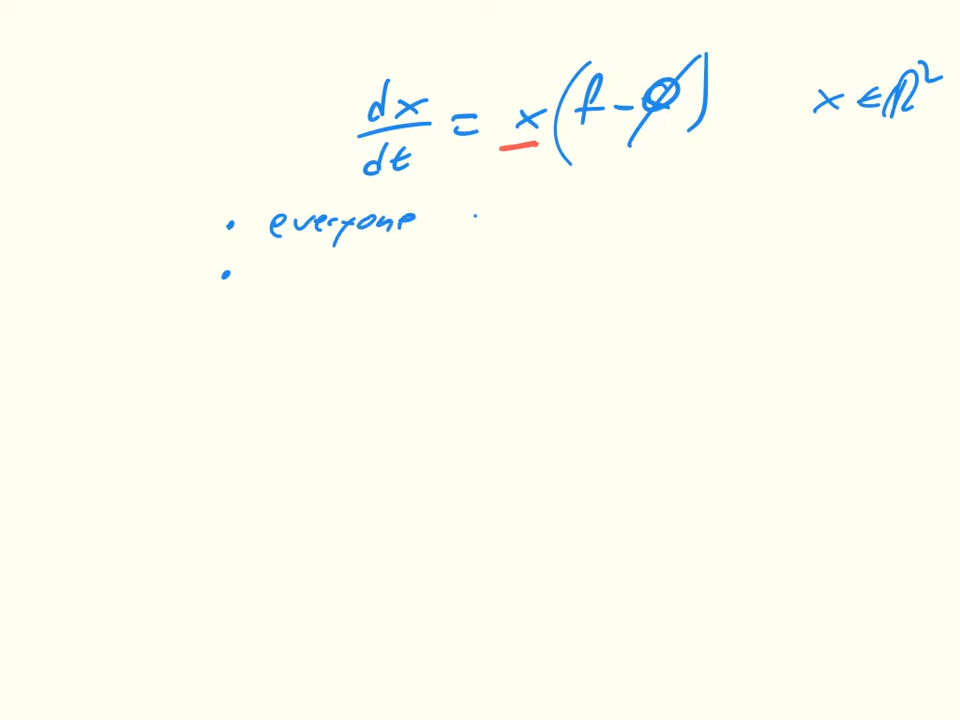 dx/dt = x(f - φ) x ∈ ℝ²
• everyone
•